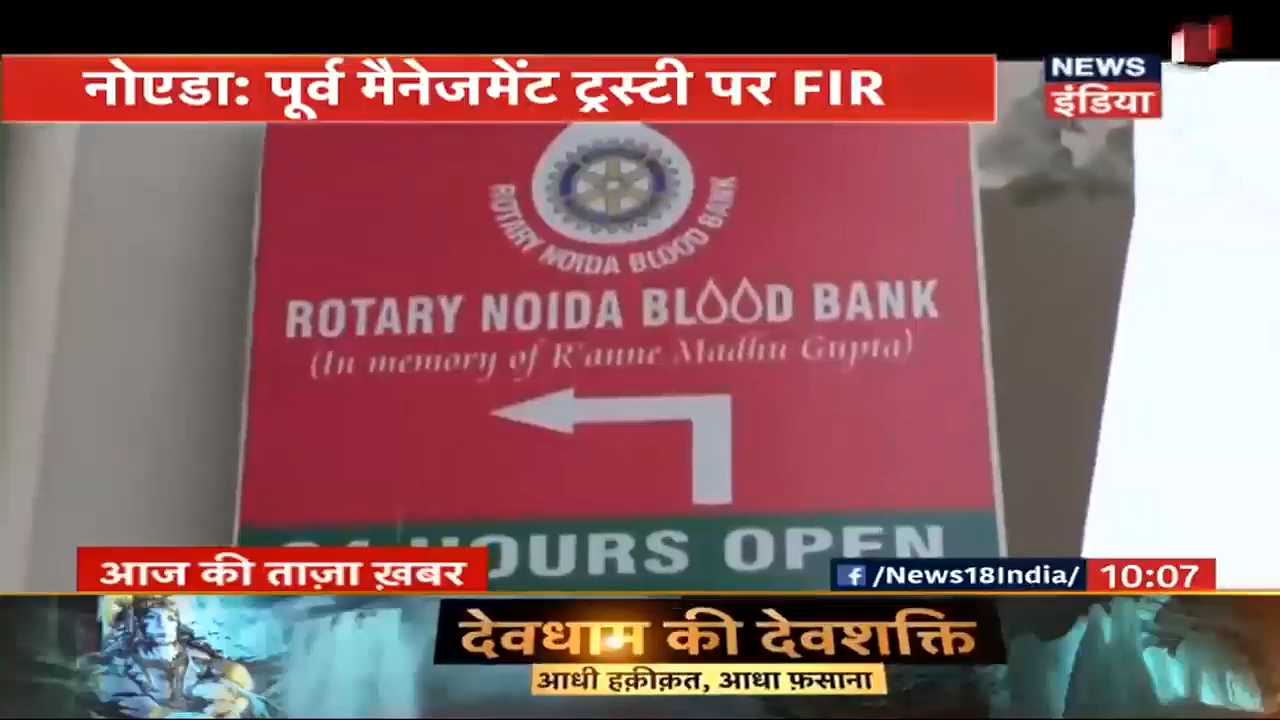 नोएडा: पूर्व मैनेजमेंट ट्रस्टी पर FIR
NEWS
इंडिया
ROTARY NOIDA BLOOD BANK
ROTARY NOIDA BLOOD BANK
(In memory of R'anne Madhu Gupta)
HOURS OPEN
आज की ताज़ा ख़बर
/News18India/
10:07
देवधाम की देवशक्ति
आधी हक़ीक़त, आधा फ़साना